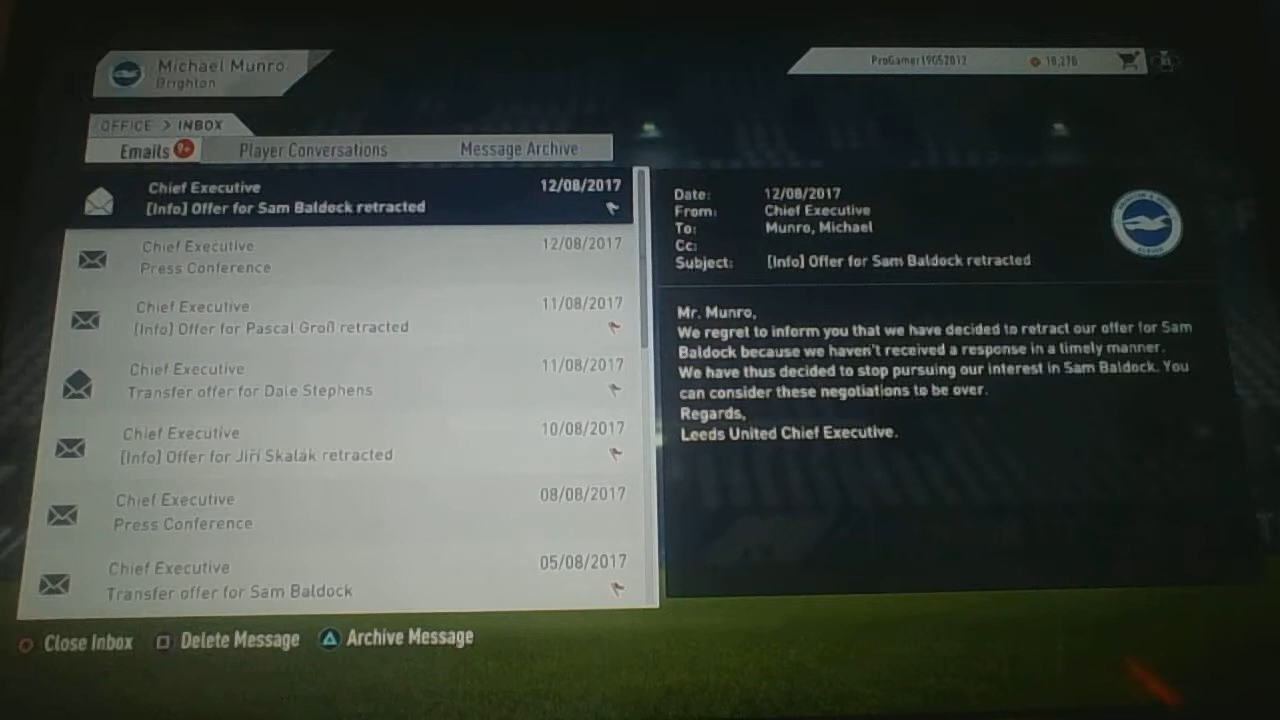 Michael Munro
Brighton
ProGamer19052012
18,278
OFFICE > INBOX
Emails 9+
Player Conversations
Message Archive
Chief Executive
12/08/2017
[Info] Offer for Sam Baldock retracted
Chief Executive
12/08/2017
Press Conference
Chief Executive
11/08/2017
[Info] Offer for Pascal Groß retracted
Chief Executive
11/08/2017
Transfer offer for Dale Stephens
Chief Executive
10/08/2017
[Info] Offer for Jiří Skalák retracted
Chief Executive
08/08/2017
Press Conference
Chief Executive
05/08/2017
Transfer offer for Sam Baldock
Date: 12/08/2017
From: Chief Executive
To: Munro, Michael
Cc:
Subject: [Info] Offer for Sam Baldock retracted
Mr. Munro,
We regret to inform you that we have decided to retract our offer for Sam
Baldock because we haven't received a response in a timely manner.
We have thus decided to stop pursuing our interest in Sam Baldock. You
can consider these negotiations to be over.
Regards,
Leeds United Chief Executive.
Close Inbox
Delete Message
Archive Message